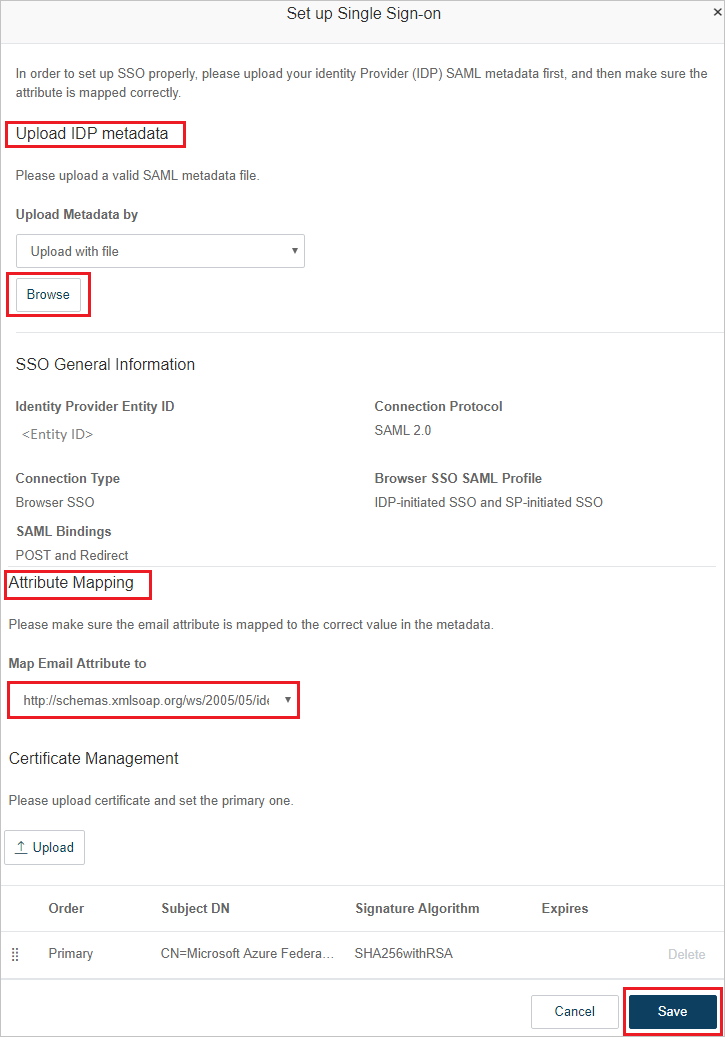 Set up Single Sign-on
×
In order to set up SSO properly, please upload your identity Provider (IDP) SAML metadata first, and then make sure the
attribute is mapped correctly.
Upload IDP metadata
Please upload a valid SAML metadata file.
Upload Metadata by
Upload with file
Browse
SSO General Information
Identity Provider Entity ID
<Entity ID>
Connection Protocol
SAML 2.0
Connection Type
Browser SSO
Browser SSO SAML Profile
IDP-initiated SSO and SP-initiated SSO
SAML Bindings
POST and Redirect
Attribute Mapping
Please make sure the email attribute is mapped to the correct value in the metadata.
Map Email Attribute to
http://schemas.xmlsoap.org/ws/2005/05/ide
Certificate Management
Please upload certificate and set the primary one.
Upload
Order Subject DN Signature Algorithm Expires
Primary CN=Microsoft Azure Federa... SHA256withRSA Delete
Cancel Save